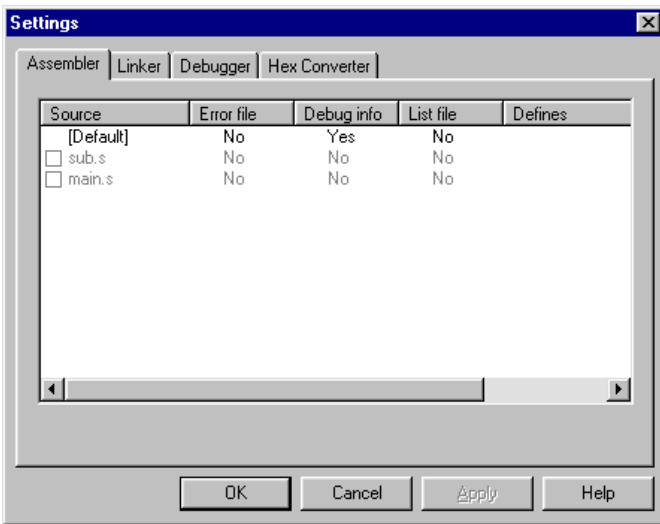 Settings
Assembler Linker Debugger Hex Converter
Source Error file Debug info List file Defines
[Default] No Yes No
sub.s No No No
main.s No No No
OK Cancel Apply Help